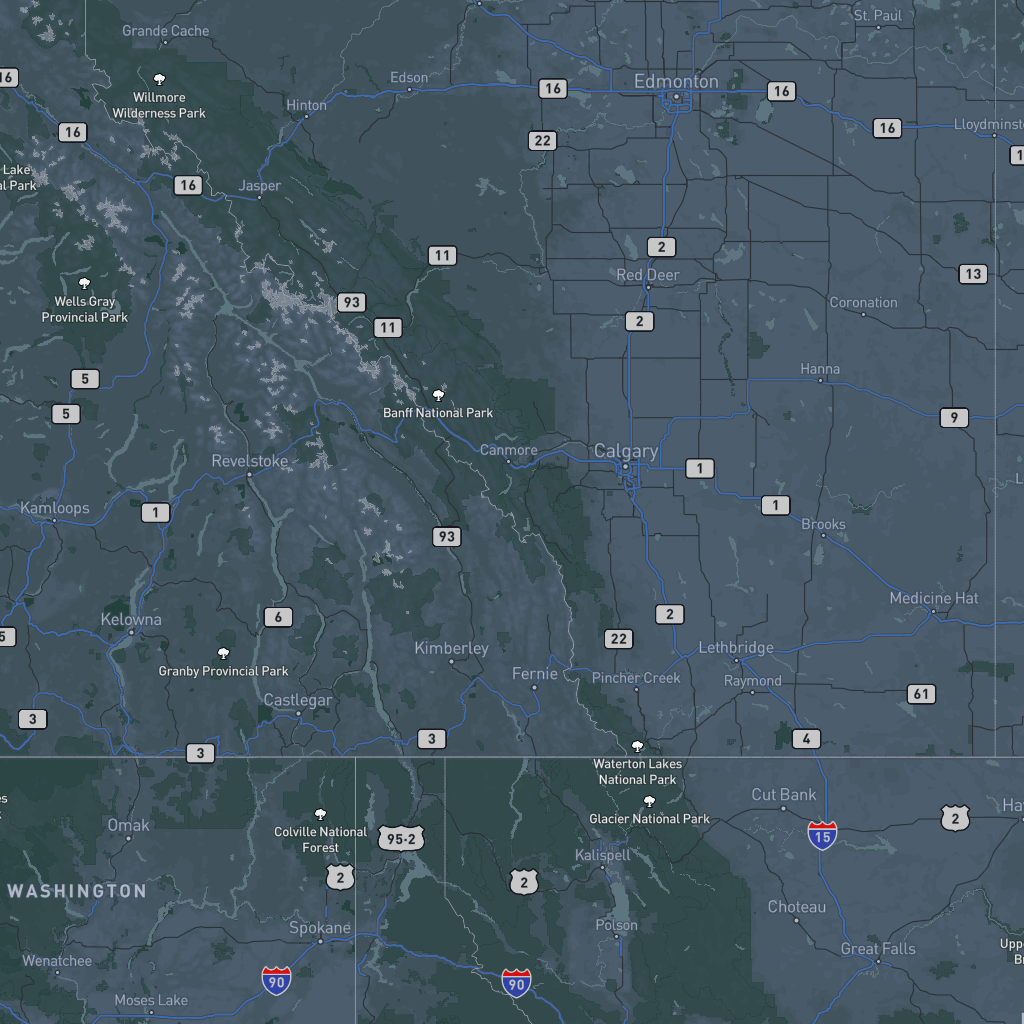 St. Paul
Grande Cache
16
Edson
16
Edmonton
16
Willmore
Wilderness Park
Hinton
16
16
Lloydminst
22
1
Lake
al Park
16
Jasper
2
11
Red Deer
13
Wells Gray
Provincial Park
93
11
2
Coronation
5
5
Hanna
Banff National Park
9
Revelstoke
Canmore
Calgary
1
Kamloops
1
1
93
Brooks
Medicine Hat
6
2
Kelowna
5
22
Kimberley
Lethbridge
Granby Provincial Park
Fernie
Pincher Creek
Raymond
61
Castlegar
3
3
3
4
Waterton Lakes
National Park
Cut Bank
Glacier National Park
2
Ha
Omak
Colville National
Forest
95-2
15
Kalispell
2
2
WASHINGTON
Choteau
Spokane
Polson
Great Falls
Upp
Wenatchee
90
90
Moses Lake